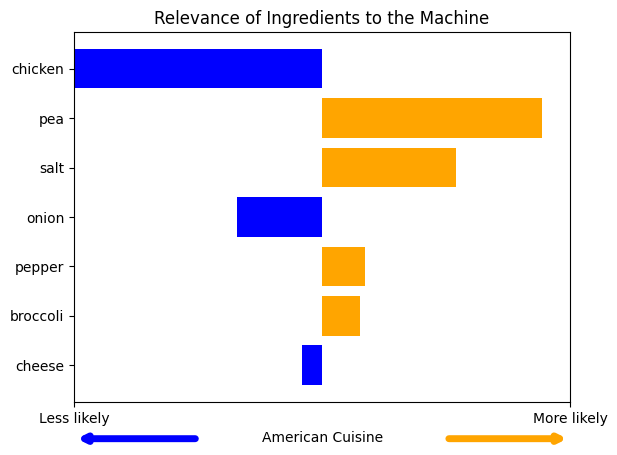 Relevance of Ingredients to the Machine
chicken
pea
salt
onion
pepper
broccoli
cheese
Less likely
More likely
American Cuisine